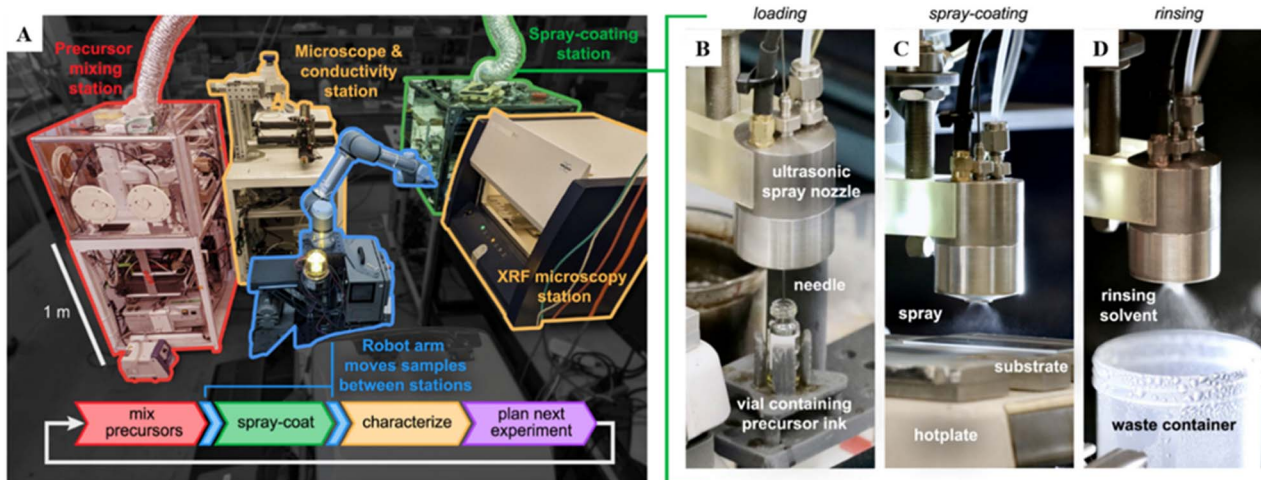 A
Precursor
mixing
station
Microscope &
conductivity
station
Spray-coating
station
XRF microscopy
station
1 m
Robot arm
moves samples
between stations
mix
precursors
spray-coat
characterize
plan next
experiment
loading
B
ultrasonic
spray nozzle
needle
vial containing
precursor ink
spray-coating
C
spray
substrate
hotplate
rinsing
D
rinsing
solvent
waste container